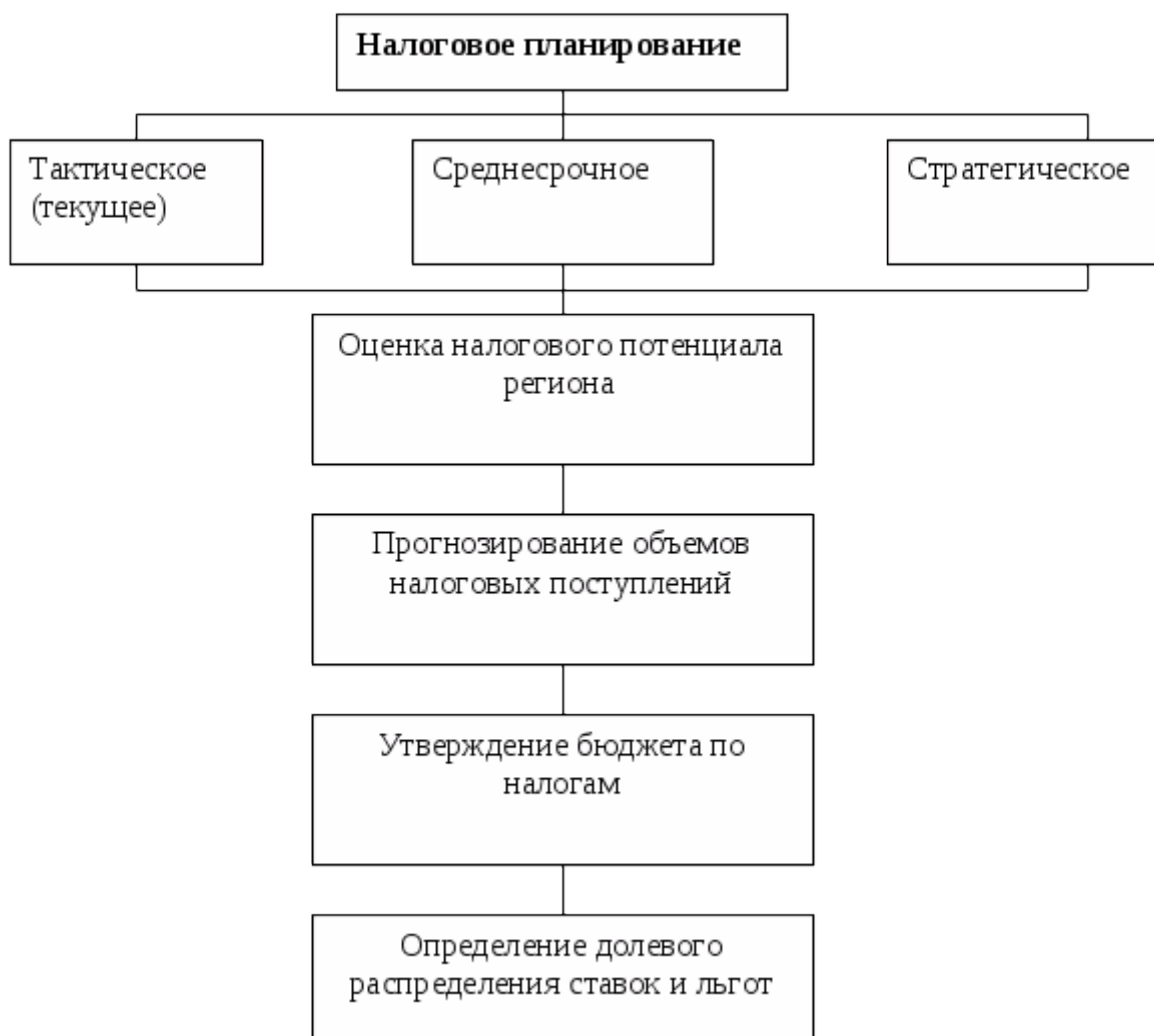 Налоговое планирование
Тактическое
(текущее)
Среднесрочное
Стратегическое
Оценка налогового потенциала
региона
Прогнозирование объемов
налоговых поступлений
Утверждение бюджета по
налогам
Определение долевого
распределения ставок и льгот